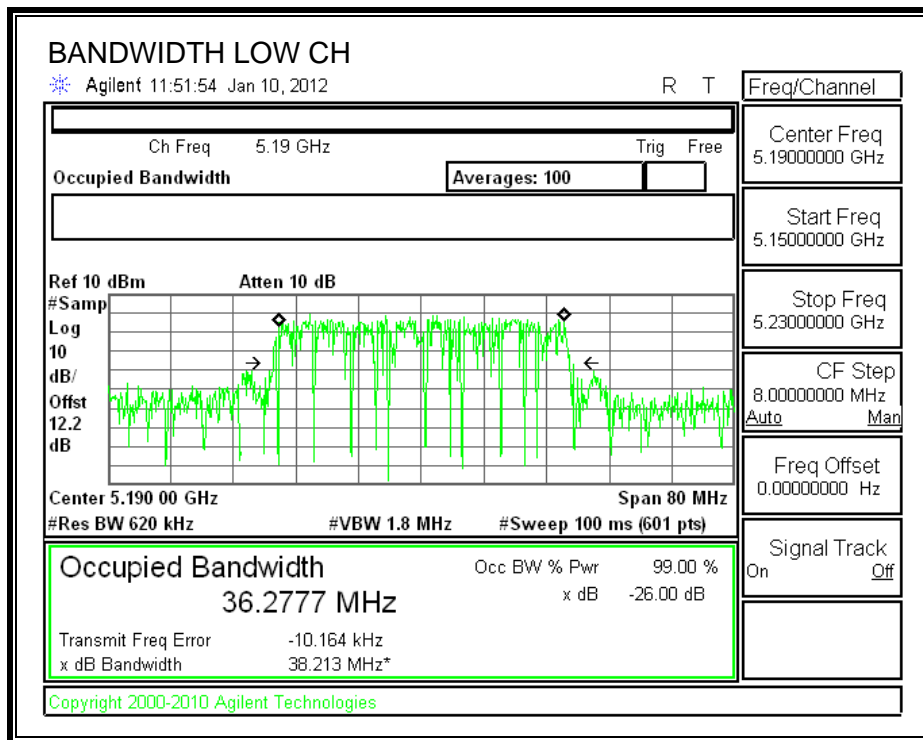 BANDWIDTH LOW CH
Agilent 11:51:54 Jan 10, 2012 R T
Freq/Channel
Ch Freq 5.19 GHz Trig Free
Occupied Bandwidth Averages: 100
Center Freq
5.19000000 GHz
Start Freq
5.15000000 GHz
Stop Freq
5.23000000 GHz
CF Step
8.00000000 MHz
Auto Man
Freq Offset
0.00000000 Hz
Signal Track
On Off
Ref 10 dBm Atten 10 dB
#Samp
Log
10
dB/
Offst
12.2
dB
Center 5.190 00 GHz Span 80 MHz
#Res BW 620 kHz #VBW 1.8 MHz #Sweep 100 ms (601 pts)
Occupied Bandwidth Occ BW % Pwr 99.00 %
36.2777 MHz x dB -26.00 dB
Transmit Freq Error -10.164 kHz
x dB Bandwidth 38.213 MHz*
Copyright 2000-2010 Agilent Technologies